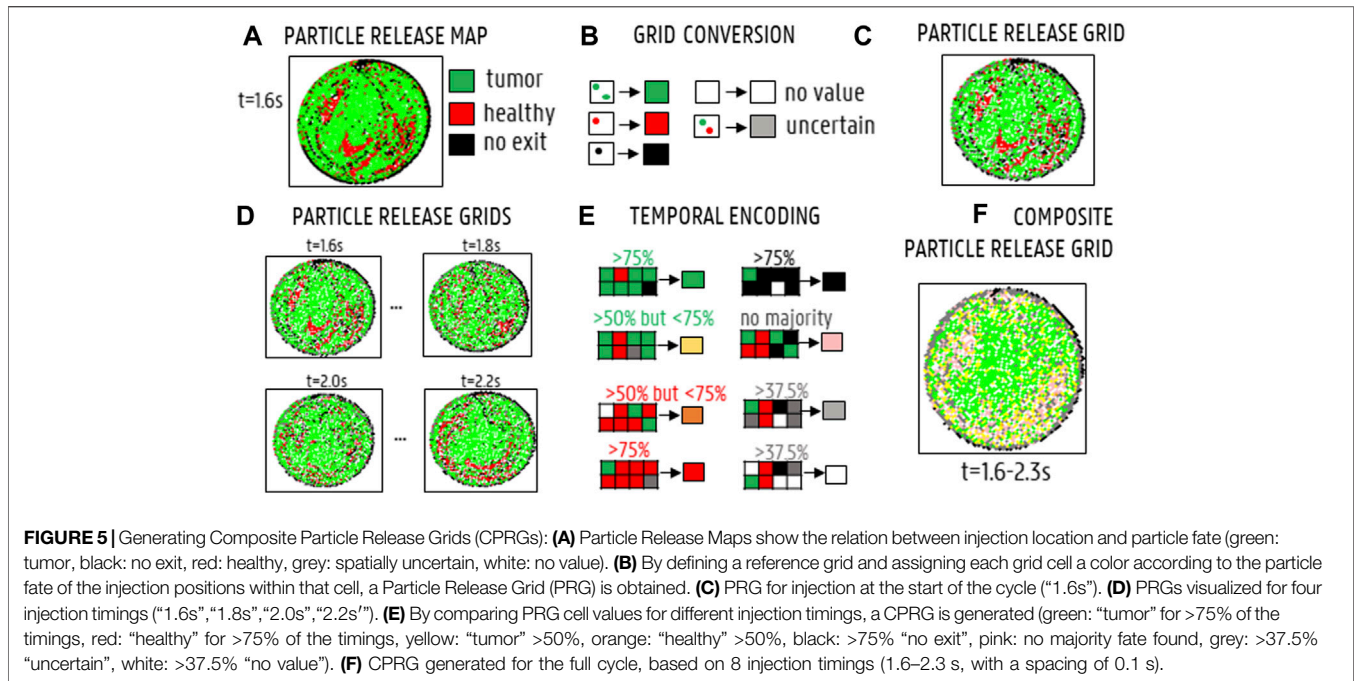 A PARTICLE RELEASE MAP
t=1.6s
tumor
healthy
no exit
B GRID CONVERSION
no value
uncertain
C PARTICLE RELEASE GRID
D PARTICLE RELEASE GRIDS
t=1.6s
...
t=1.8s
t=2.0s
...
t=2.2s
E TEMPORAL ENCODING
>75%
>75%
>50% but <75%
no majority
>50% but <75%
>37.5%
>75%
>37.5%
F COMPOSITE
PARTICLE RELEASE GRID
t=1.6-2.3s
FIGURE 5 | Generating Composite Particle Release Grids (CPRGs): (A) Particle Release Maps show the relation between injection location and particle fate (green:
tumor, black: no exit, red: healthy, grey: spatially uncertain, white: no value). (B) By defining a reference grid and assigning each grid cell a color according to the particle
fate of the injection positions within that cell, a Particle Release Grid (PRG) is obtained. (C) PRG for injection at the start of the cycle (“1.6s”). (D) PRGs visualized for four
injection timings (“1.6s”,“1.8s”,“2.0s”,“2.2s′”). (E) By comparing PRG cell values for different injection timings, a CPRG is generated (green: “tumor” for >75% of the
timings, red: “healthy” for >75% of the timings, yellow: “tumor” >50%, orange: “healthy” >50%, black: >75% “no exit”, pink: no majority fate found, grey: >37.5%
“uncertain”, white: >37.5% “no value”). (F) CPRG generated for the full cycle, based on 8 injection timings (1.6–2.3 s, with a spacing of 0.1 s).